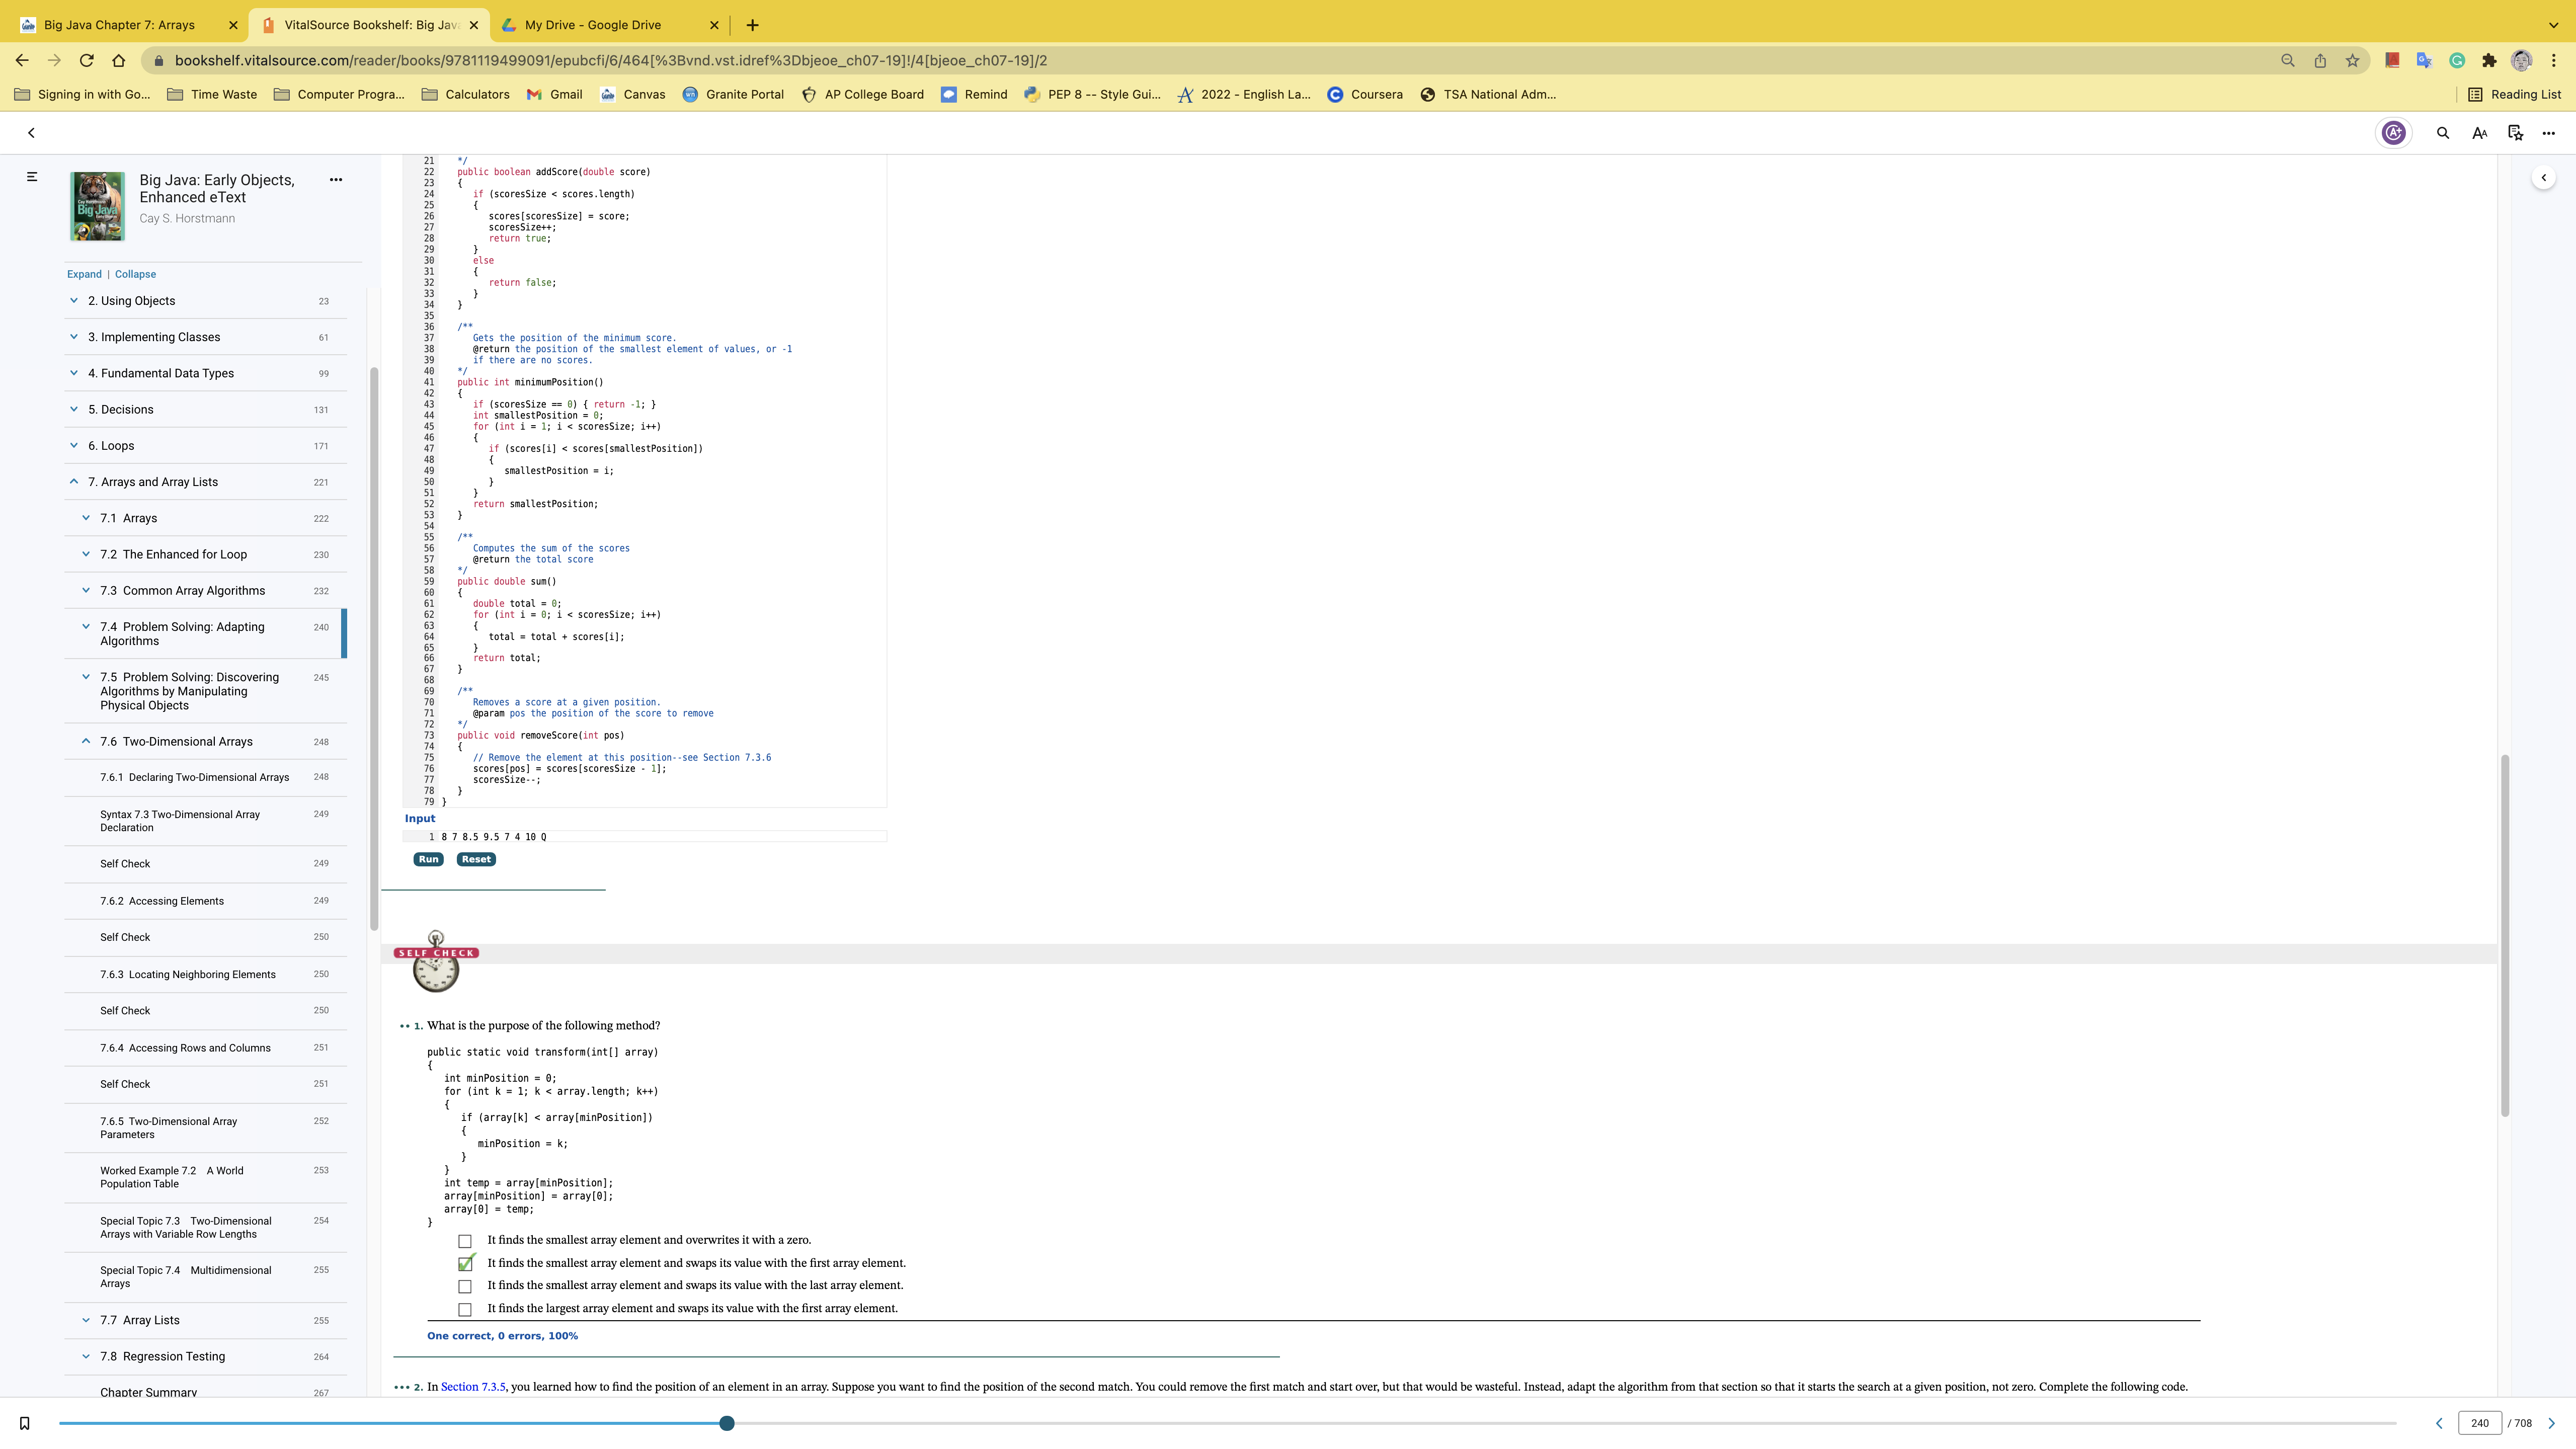 Big Java Chapter 7: Arrays
VitalSource Bookshelf: Big Jav
My Drive - Google Drive
bookshelf.vitalsource.com/reader/books/9781119499091/epubcfi/6/464[%3Bvnd.vst.idref%3Dbjeoe_ch07-19]!/4[bjeoe_ch07-19]/2
Signing in with Go...
Time Waste
Computer Progra...
Calculators
Gmail
Canvas
Granite Portal
AP College Board
Remind
PEP 8 -- Style Gui...
2022 - English La...
Coursera
TSA National Adm...
Reading List
Big Java: Early Objects,
Enhanced eText
Cay S. Horstmann
Expand | Collapse
2. Using Objects 23
3. Implementing Classes 61
4. Fundamental Data Types 99
5. Decisions 131
6. Loops 171
7. Arrays and Array Lists 221
7.1 Arrays 222
7.2 The Enhanced for Loop 230
7.3 Common Array Algorithms 232
7.4 Problem Solving: Adapting 240
Algorithms
7.5 Problem Solving: Discovering 245
Algorithms by Manipulating
Physical Objects
7.6 Two-Dimensional Arrays 248
7.6.1 Declaring Two-Dimensional Arrays 248
Syntax 7.3 Two-Dimensional Array 249
Declaration
Self Check 249
7.6.2 Accessing Elements 249
Self Check 250
7.6.3 Locating Neighboring Elements 250
Self Check 250
7.6.4 Accessing Rows and Columns 251
Self Check 251
7.6.5 Two-Dimensional Array 252
Parameters
Worked Example 7.2 A World 253
Population Table
Special Topic 7.3 Two-Dimensional 254
Arrays with Variable Row Lengths
Special Topic 7.4 Multidimensional 255
Arrays
7.7 Array Lists 255
7.8 Regression Testing 264
Chapter Summary 267
21 */
22 public boolean addScore(double score)
23 {
24 if (scoresSize < scores.length)
25 {
26 scores[scoresSize] = score;
27 scoresSize++;
28 return true;
29 }
30 else
31 {
32 return false;
33 }
34 }
35
36 /**
37 Gets the position of the minimum score.
38 @return the position of the smallest element of values, or -1
39 if there are no scores.
40 */
41 public int minimumPosition()
42 {
43 if (scoresSize == 0) { return -1; }
44 int smallestPosition = 0;
45 for (int i = 1; i < scoresSize; i++)
46 {
47 if (scores[i] < scores[smallestPosition])
48 {
49 smallestPosition = i;
50 }
51 }
52 return smallestPosition;
53 }
54
55 /**
56 Computes the sum of the scores
57 @return the total score
58 */
59 public double sum()
60 {
61 double total = 0;
62 for (int i = 0; i < scoresSize; i++)
63 {
64 total = total + scores[i];
65 }
66 return total;
67 }
68
69 /**
70 Removes a score at a given position.
71 @param pos the position of the score to remove
72 */
73 public void removeScore(int pos)
74 {
75 // Remove the element at this position--see Section 7.3.6
76 scores[pos] = scores[scoresSize - 1];
77 scoresSize--;
78 }
79 }
Input
1 8 7 8.5 9.5 7 4 10 Q
Run Reset
SELF CHECK
•• 1. What is the purpose of the following method?
public static void transform(int[] array)
{
int minPosition = 0;
for (int k = 1; k < array.length; k++)
{
if (array[k] < array[minPosition])
{
minPosition = k;
}
}
int temp = array[minPosition];
array[minPosition] = array[0];
array[0] = temp;
}
It finds the smallest array element and overwrites it with a zero.
It finds the smallest array element and swaps its value with the first array element.
It finds the smallest array element and swaps its value with the last array element.
It finds the largest array element and swaps its value with the first array element.
One correct, 0 errors, 100%
••• 2. In Section 7.3.5, you learned how to find the position of an element in an array. Suppose you want to find the position of the second match. You could remove the first match and start over, but that would be wasteful. Instead, adapt the algorithm from that section so that it starts the search at a given position, not zero. Complete the following code.
240 / 708